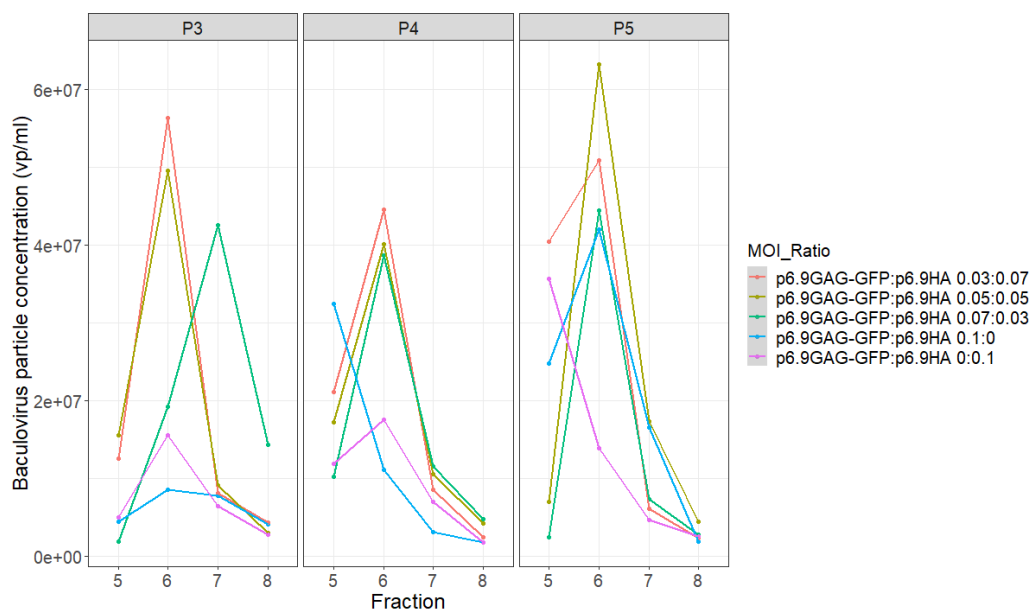 P3 P4 P5
Baculovirus particle concentration (vp/ml)
6e+07
4e+07
2e+07
0e+00
5 6 7 8 5 6 7 8 5 6 7 8
Fraction
MOI_Ratio
p6.9GAG-GFP:p6.9HA 0.03:0.07
p6.9GAG-GFP:p6.9HA 0.05:0.05
p6.9GAG-GFP:p6.9HA 0.07:0.03
p6.9GAG-GFP:p6.9HA 0.1:0
p6.9GAG-GFP:p6.9HA 0:0.1